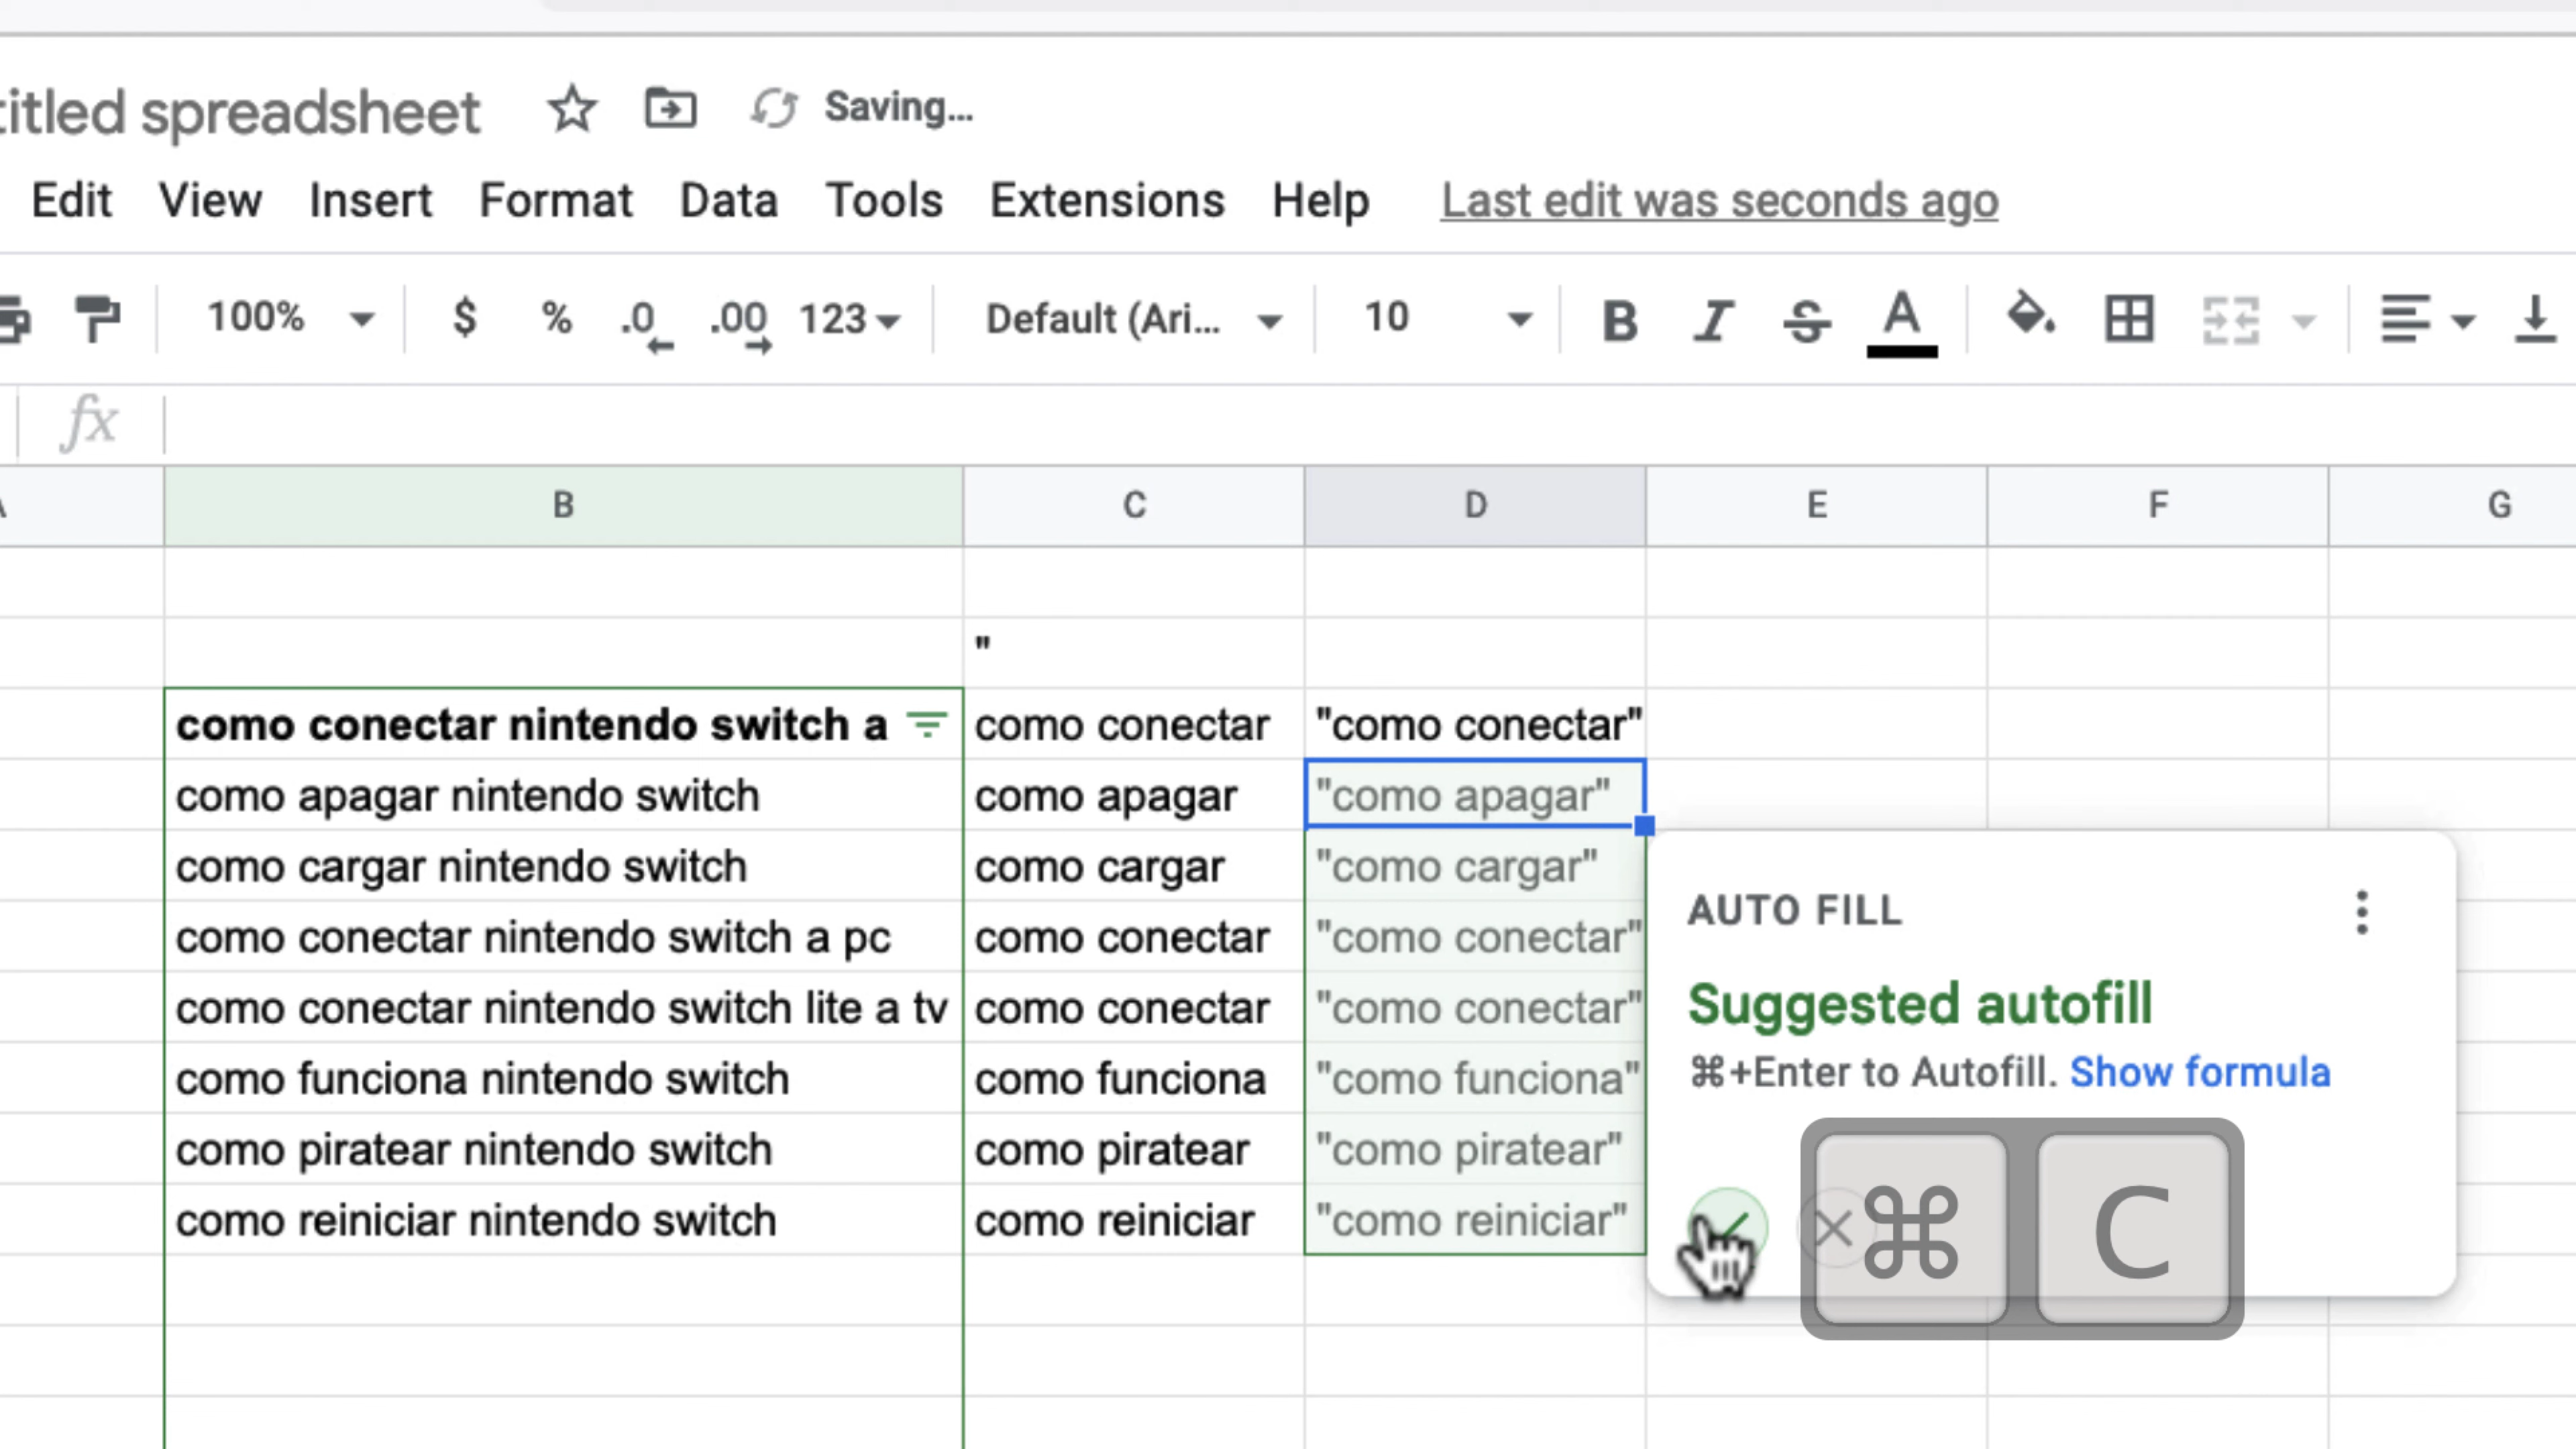 titled spreadsheet Saving...
Edit View Insert Format Data Tools Extensions Help Last edit was seconds ago
100% $ % .0 .00 123 Default (Ari... 10 B I S A
fx
A B C D E F G
"
como conectar nintendo switch a como conectar "como conectar"
como apagar nintendo switch como apagar "como apagar"
como cargar nintendo switch como cargar "como cargar"
como conectar nintendo switch a pc como conectar "como conectar"
como conectar nintendo switch lite a tv como conectar "como conectar"
como funciona nintendo switch como funciona "como funciona"
como piratear nintendo switch como piratear "como piratear"
como reiniciar nintendo switch como reiniciar "como reiniciar"
AUTO FILL
Suggested autofill
⌘+Enter to Autofill. Show formula
⌘ C